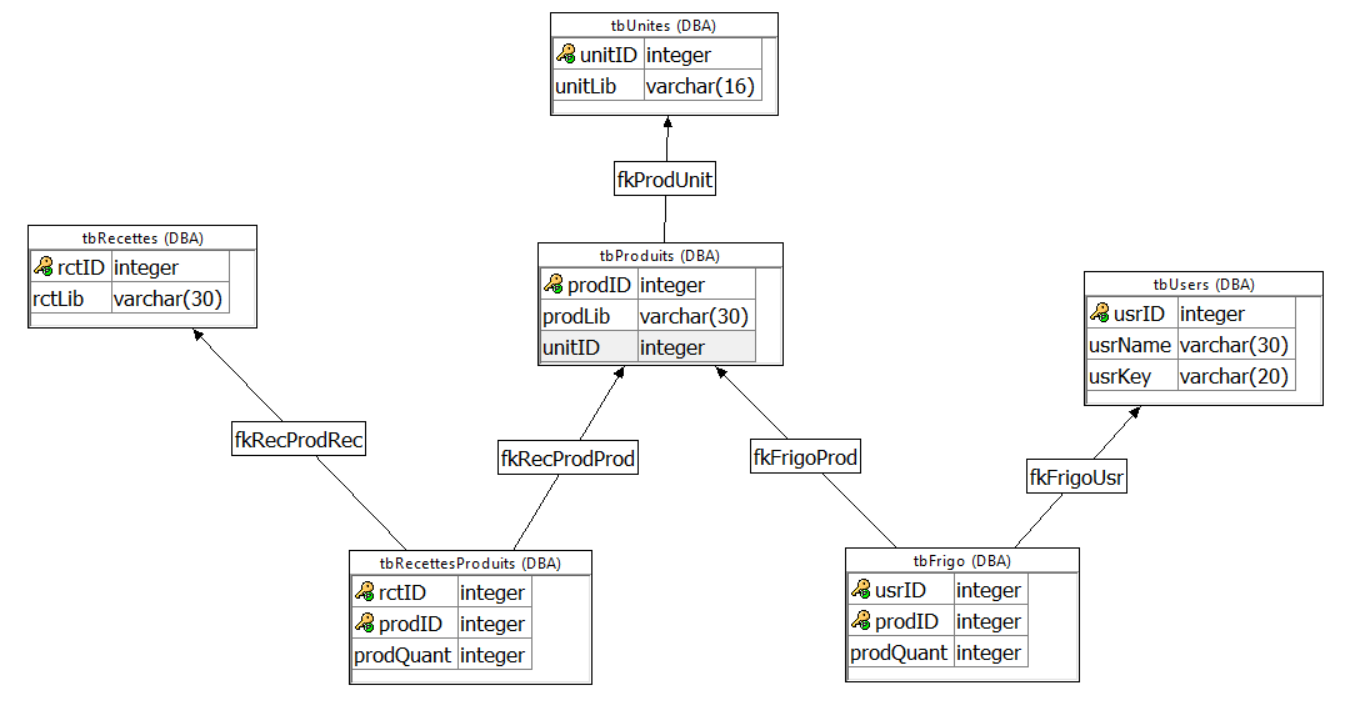 tbUnites (DBA)
unitID integer
unitLib varchar(16)
fkProdUnit
tbRecettes (DBA)
rctID integer
rctLib varchar(30)
tbProduits (DBA)
prodID integer
prodLib varchar(30)
unitID integer
tbUsers (DBA)
usrID integer
usrName varchar(30)
usrKey varchar(20)
fkRecProdRec
fkRecProdProd
fkFrigoProd
fkFrigoUsr
tbRecettesProduits (DBA)
rctID integer
prodID integer
prodQuant integer
tbFrigo (DBA)
usrID integer
prodID integer
prodQuant integer